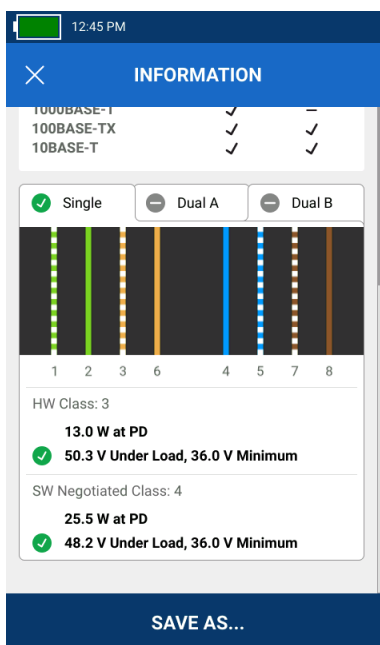 12:45 PM
INFORMATION
1000BASE-T
100BASE-TX
10BASE-T
Single
Dual A
Dual B
1 2 3 6 4 5 7 8
HW Class: 3
13.0 W at PD
50.3 V Under Load, 36.0 V Minimum
SW Negotiated Class: 4
25.5 W at PD
48.2 V Under Load, 36.0 V Minimum
SAVE AS...